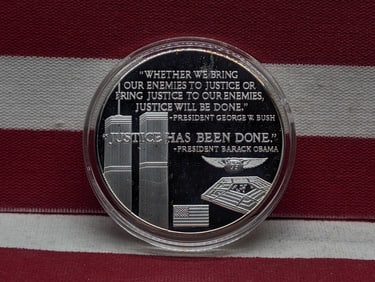 "WHETHER WE BRING
OUR ENEMIES TO JUSTICE OR
BRING JUSTICE TO OUR ENEMIES,
JUSTICE WILL BE DONE."
-PRESIDENT GEORGE W. BUSH
"JUSTICE HAS BEEN DONE."
-PRESIDENT BARACK OBAMA